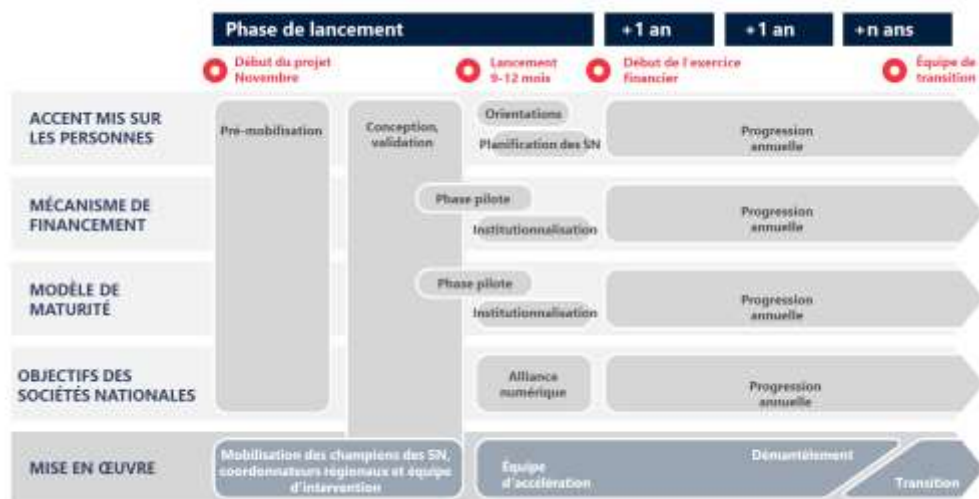 Phase de lancement
+1 an
+1 an
+n ans
Début du projet
Novembre
Lancement
9-12 mois
Début de l'exercice
financier
Équipe de
transition
ACCENT MIS SUR
LES PERSONNES
Pré-mobilisation
Conception,
validation
Orientations
Planification des SN
Progression
annuelle
MÉCANISME DE
FINANCEMENT
Phase pilote
Institutionnalisation
Progression
annuelle
MODÈLE DE
MATURITÉ
Phase pilote
Institutionnalisation
Progression
annuelle
OBJECTIFS DES
SOCIÉTÉS NATIONALES
Alliance
numérique
Progression
annuelle
MISE EN ŒUVRE
Mobilisation des champions des SN,
coordonnateurs régionaux et équipe
d'intervention
Équipe
d'accélération
Démantèlement
Transition